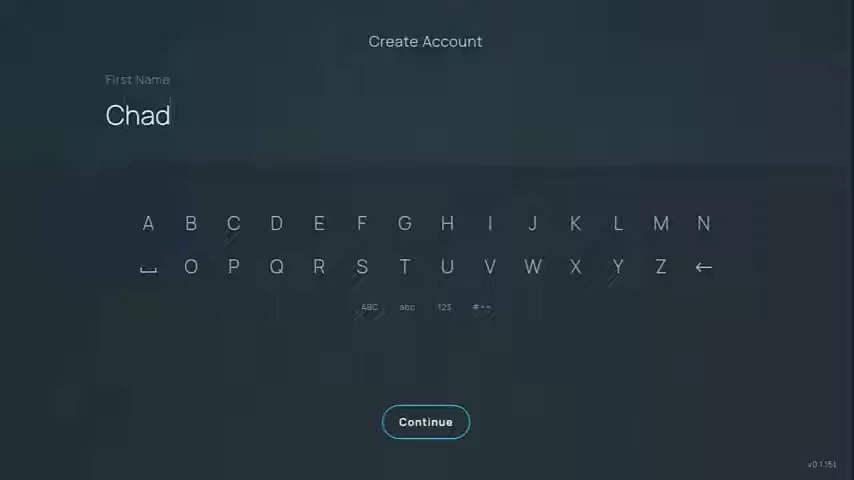 Create Account
First Name
Chad
A B C D E F G H I J K L M N
O P Q R S T U V W X Y Z ←
ABC abc 123
Continue